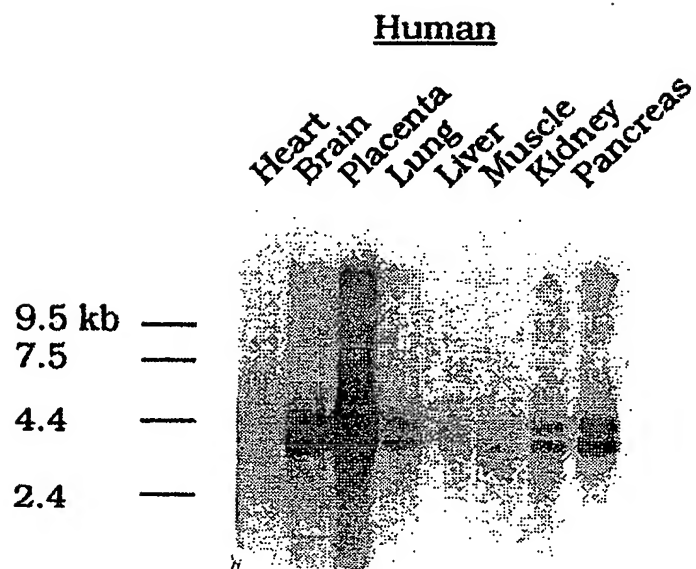 Human
Heart
Brain
Placenta
Lung
Liver
Muscle
Kidney
Pancreas
9.5 kb
7.5
4.4
2.4